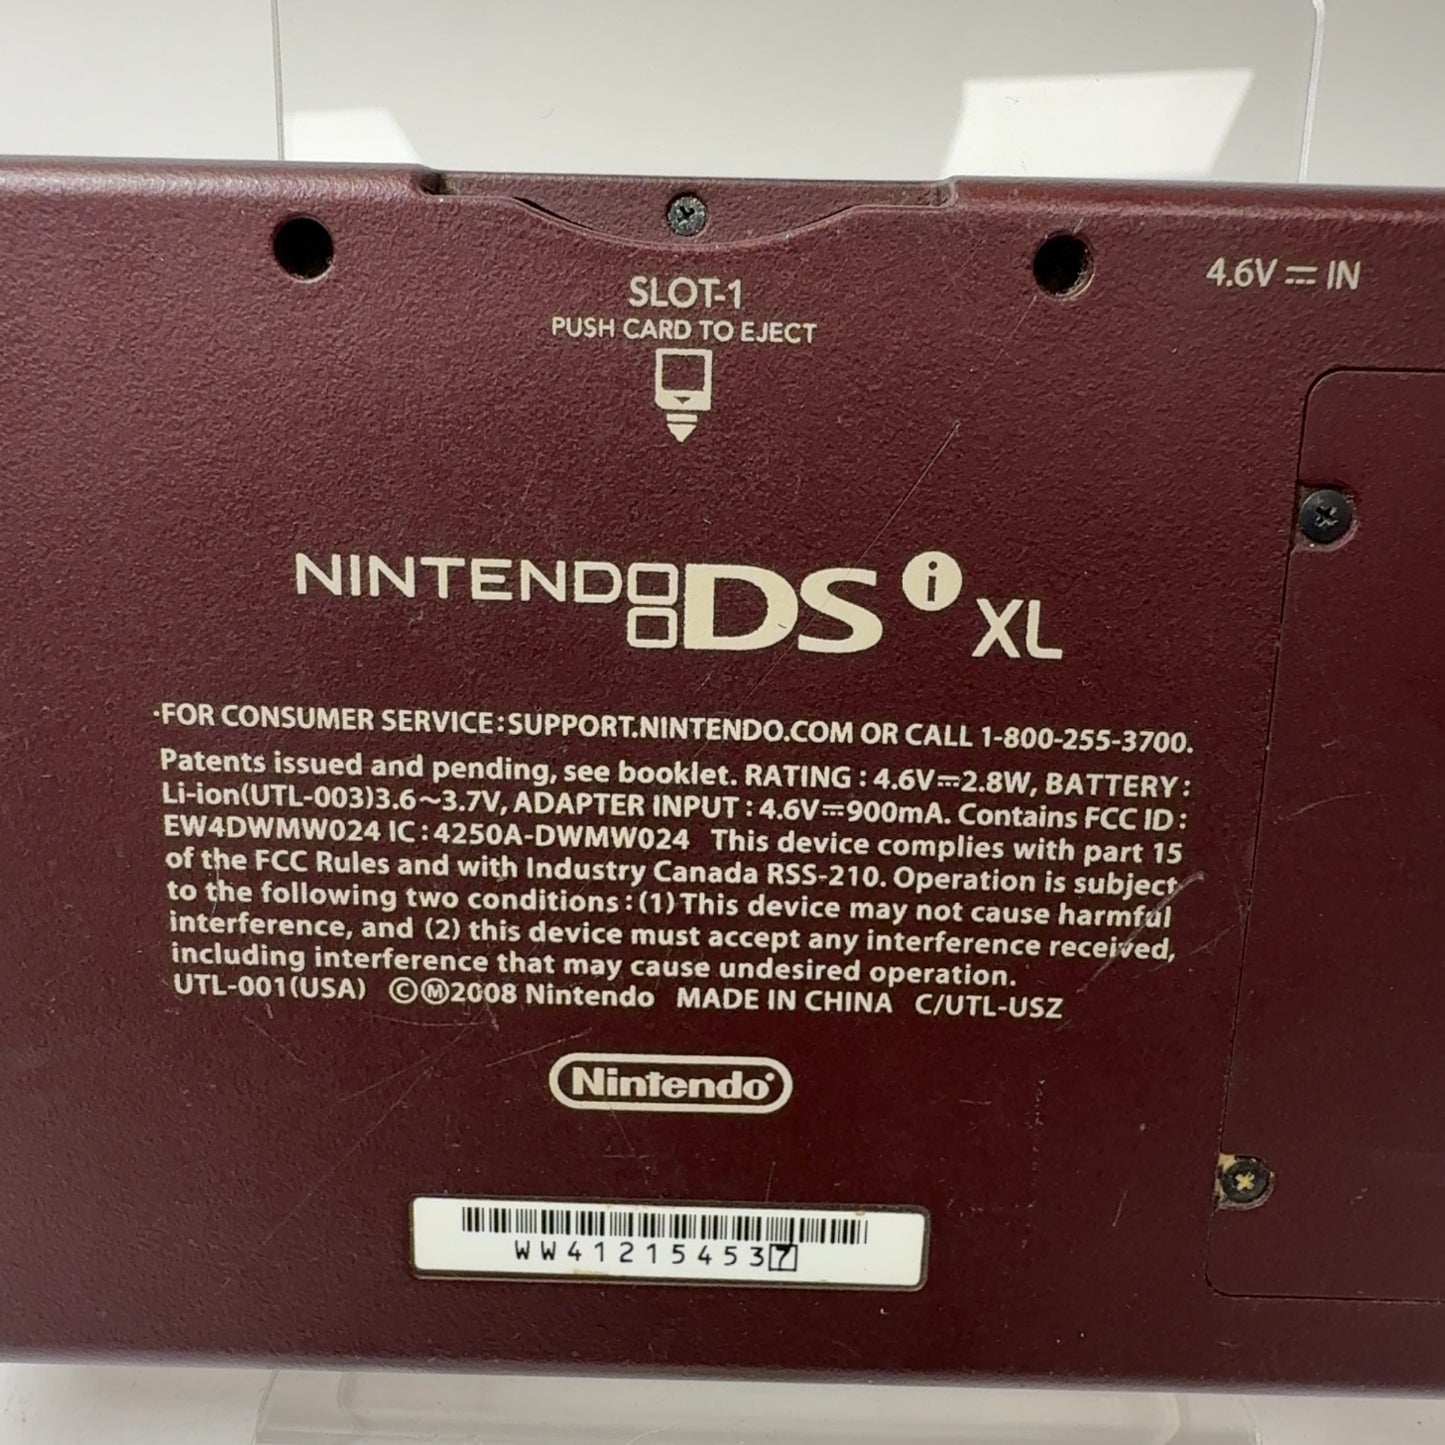 SLOT-1
PUSH CARD TO EJECT
4.6V⎓IN
NINTENDO DSi XL
·FOR CONSUMER SERVICE:SUPPORT.NINTENDO.COM OR CALL 1-800-255-3700.
Patents issued and pending, see booklet. RATING : 4.6V⎓2.8W, BATTERY :
Li-ion(UTL-003)3.6~3.7V, ADAPTER INPUT : 4.6V⎓900mA. Contains FCC ID :
EW4DWMW024 IC : 4250A-DWMW024 This device complies with part 15
of the FCC Rules and with Industry Canada RSS-210. Operation is subject
to the following two conditions : (1) This device may not cause harmful
interference, and (2) this device must accept any interference received,
including interference that may cause undesired operation.
UTL-001(USA) ©Ⓜ2008 Nintendo MADE IN CHINA C/UTL-USZ
Nintendo
WW412154537